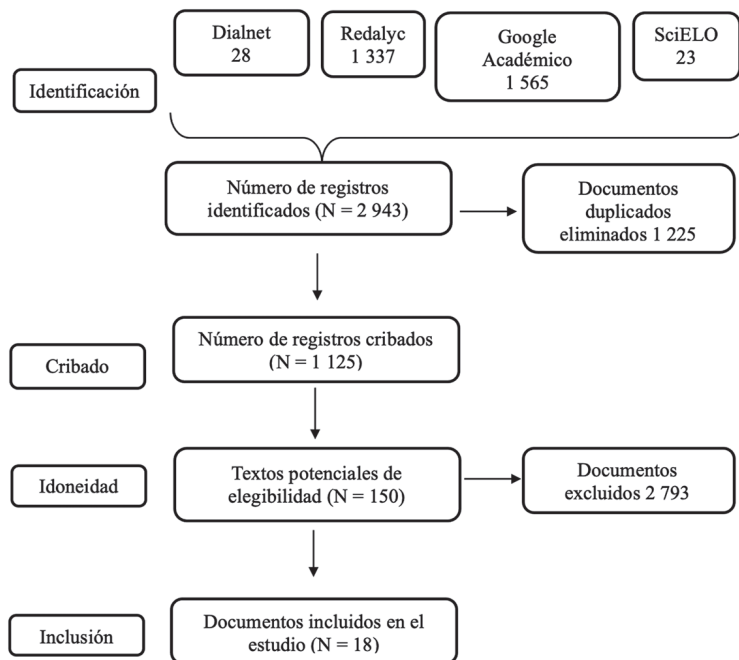 Dialnet
28
Redalyc
1 337
Google
Académico
1 565
SciELO
23
Identificación
Número de registros
identificados (N = 2 943)
Documentos
duplicados
eliminados 1 225
Número de registros cribados
(N = 1 125)
Cribado
Textos potenciales de
elegibilidad (N = 150)
Idoneidad
Documentos
excluidos 2 793
Documentos incluidos en el
estudio (N = 18)
Inclusión